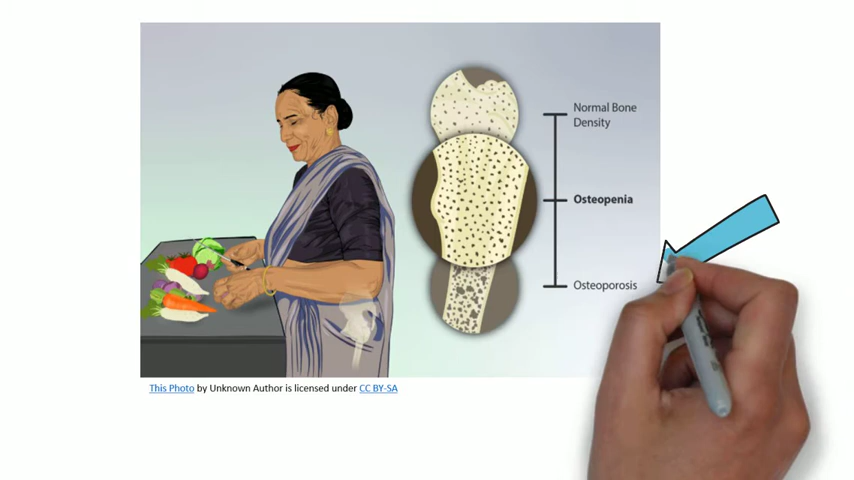 Normal Bone
Density
Osteopenia
Osteoporosis
This Photo by Unknown Author is licensed under CC BY-SA